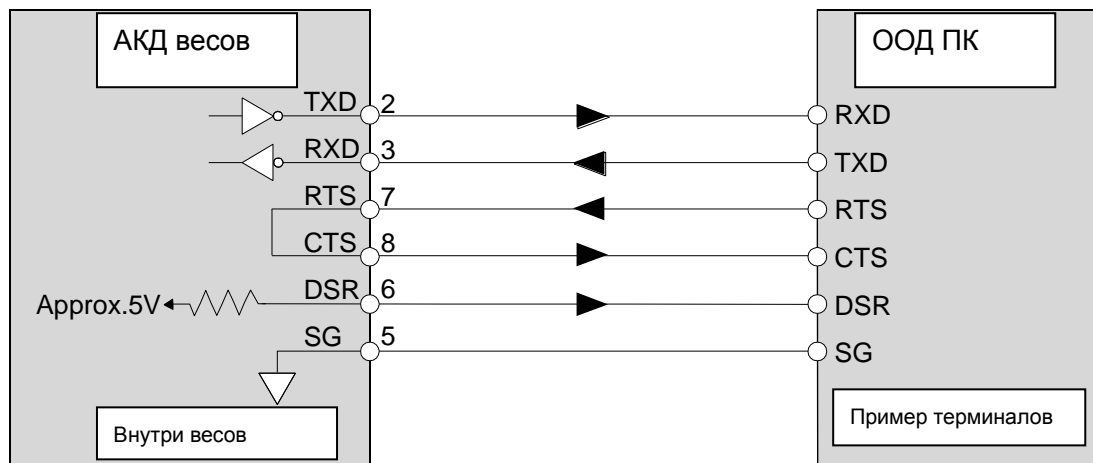 АКД весов
ООД ПК
TXD 2 RXD
RXD 3 TXD
RTS 7 RTS
CTS 8 CTS
Approx.5V DSR 6 DSR
SG 5 SG
Внутри весов
Пример терминалов